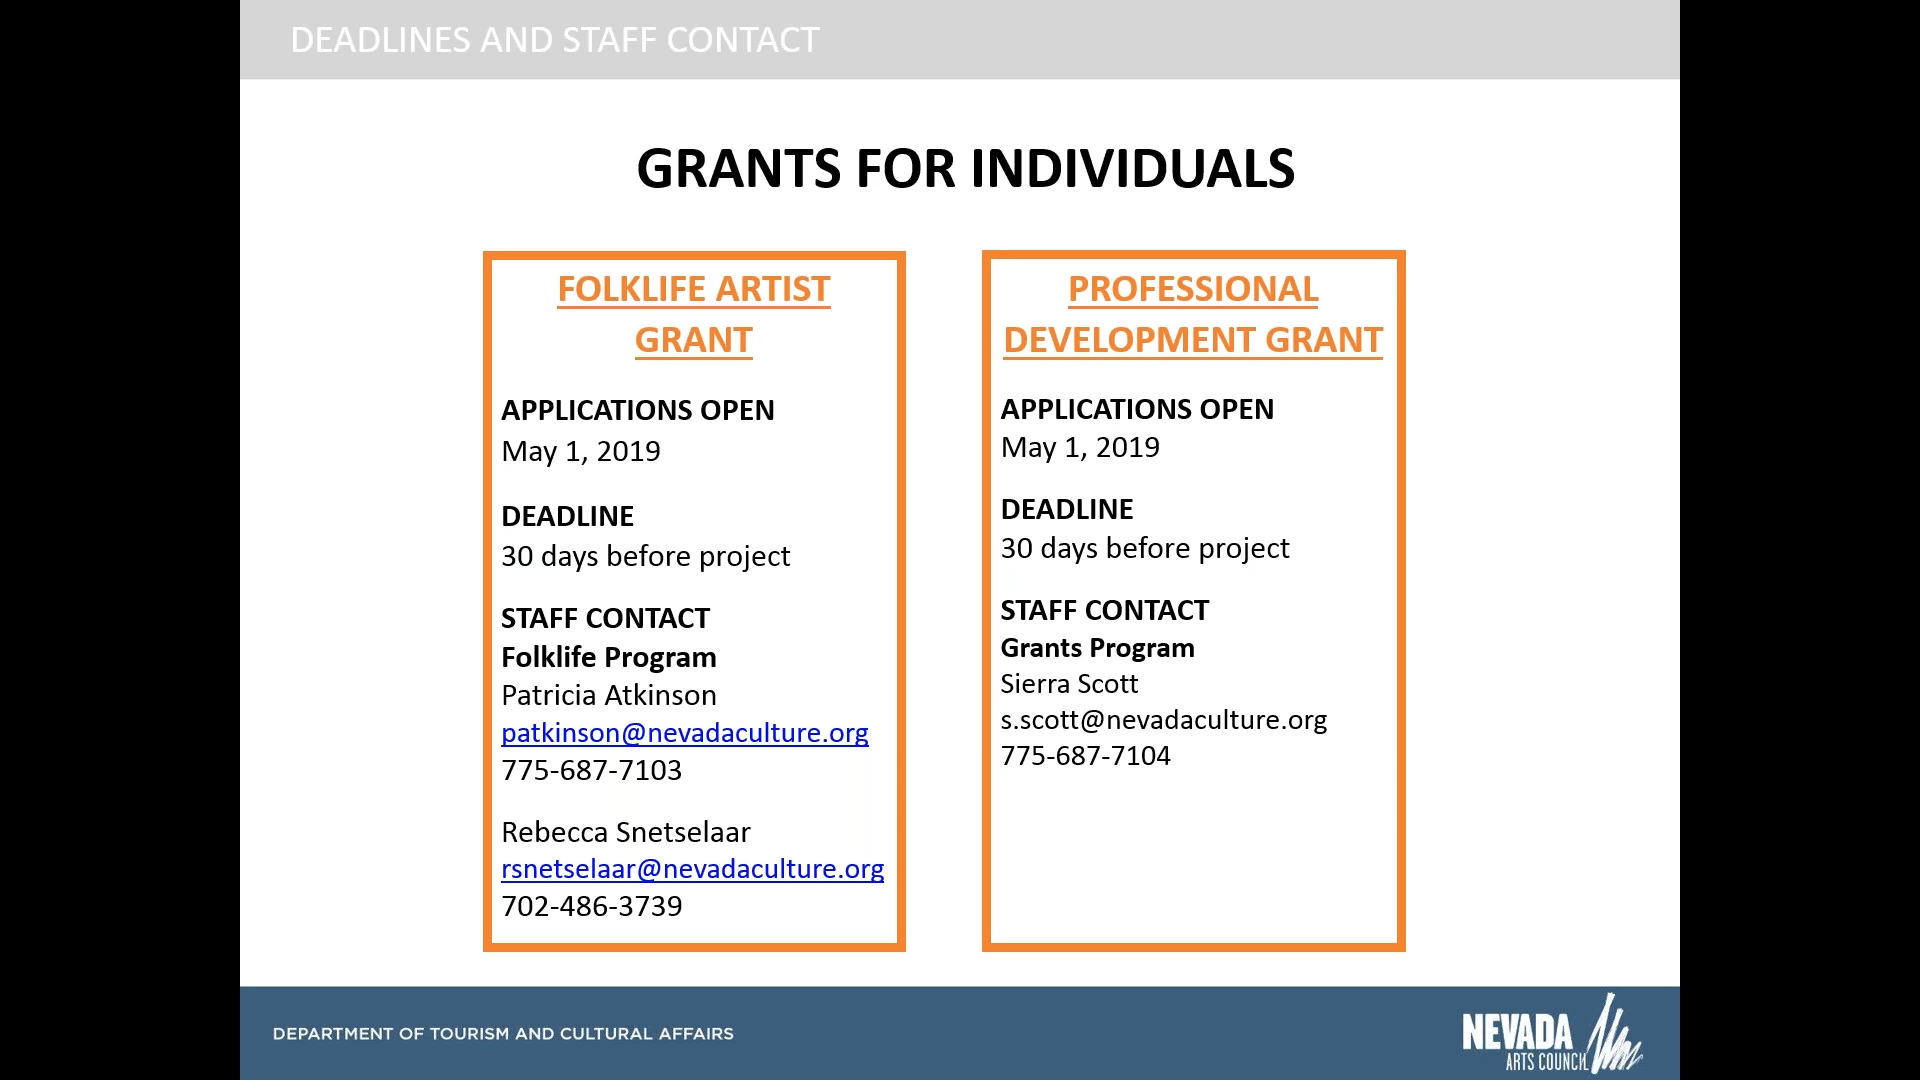 DEADLINES AND STAFF CONTACT
GRANTS FOR INDIVIDUALS
FOLKLIFE ARTIST
GRANT
APPLICATIONS OPEN
May 1, 2019
DEADLINE
30 days before project
STAFF CONTACT
Folklife Program
Patricia Atkinson
patkinson@nevadaculture.org
775-687-7103
Rebecca Snetselaar
rsnetselaar@nevadaculture.org
702-486-3739
PROFESSIONAL
DEVELOPMENT GRANT
APPLICATIONS OPEN
May 1, 2019
DEADLINE
30 days before project
STAFF CONTACT
Grants Program
Sierra Scott
s.scott@nevadaculture.org
775-687-7104
DEPARTMENT OF TOURISM AND CULTURAL AFFAIRS
NEVADA
ARTS COUNCIL